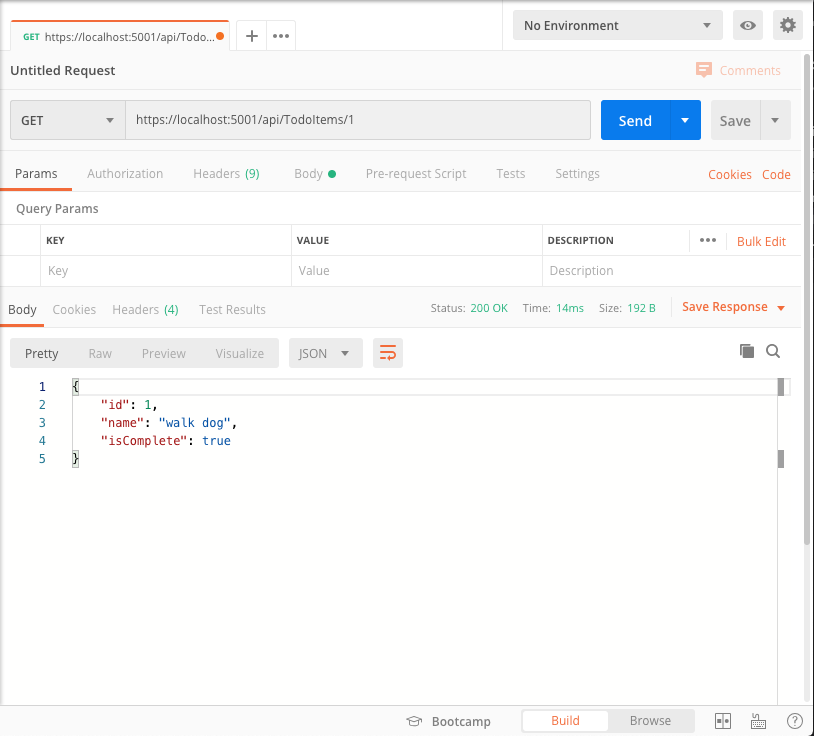 GET https://localhost:5001/api/Todo...
No Environment
Untitled Request
Comments
GET https://localhost:5001/api/TodoItems/1 Send Save
Params Authorization Headers (9) Body Pre-request Script Tests Settings Cookies Code
Query Params
KEY VALUE DESCRIPTION Bulk Edit
Key Value Description
Body Cookies Headers (4) Test Results Status: 200 OK Time: 14ms Size: 192 B Save Response
Pretty Raw Preview Visualize JSON
1 {
2 "id": 1,
3 "name": "walk dog",
4 "isComplete": true
5 }
Bootcamp Build Browse